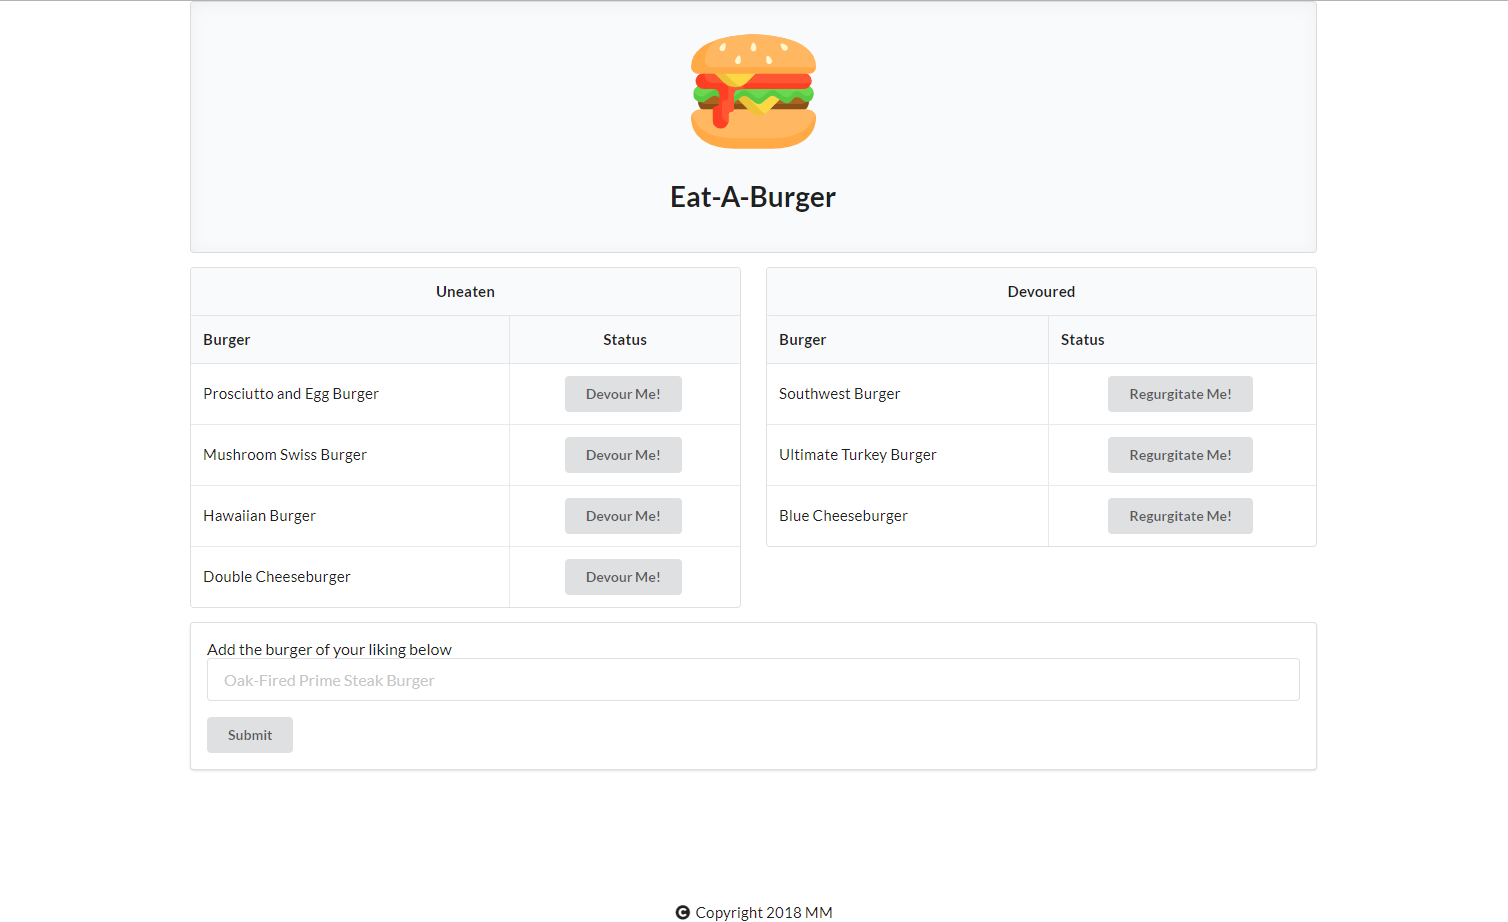 Eat-A-Burger
Uneaten
Burger Status
Prosciutto and Egg Burger Devour Me!
Mushroom Swiss Burger Devour Me!
Hawaiian Burger Devour Me!
Double Cheeseburger Devour Me!
Devoured
Burger Status
Southwest Burger Regurgitate Me!
Ultimate Turkey Burger Regurgitate Me!
Blue Cheeseburger Regurgitate Me!
Add the burger of your liking below
Oak-Fired Prime Steak Burger
Submit
© Copyright 2018 MM